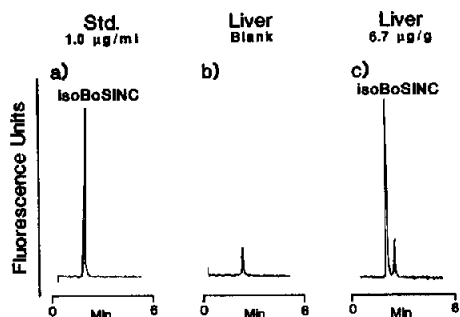 Std.
1.0 µg/ml
Liver
Blank
Liver
6.7 µg/g
a)
b)
c)
isoBoSINC
isoBoSINC
Fluorescence Units
0
6
Min
0
6
Min
0
6
Min